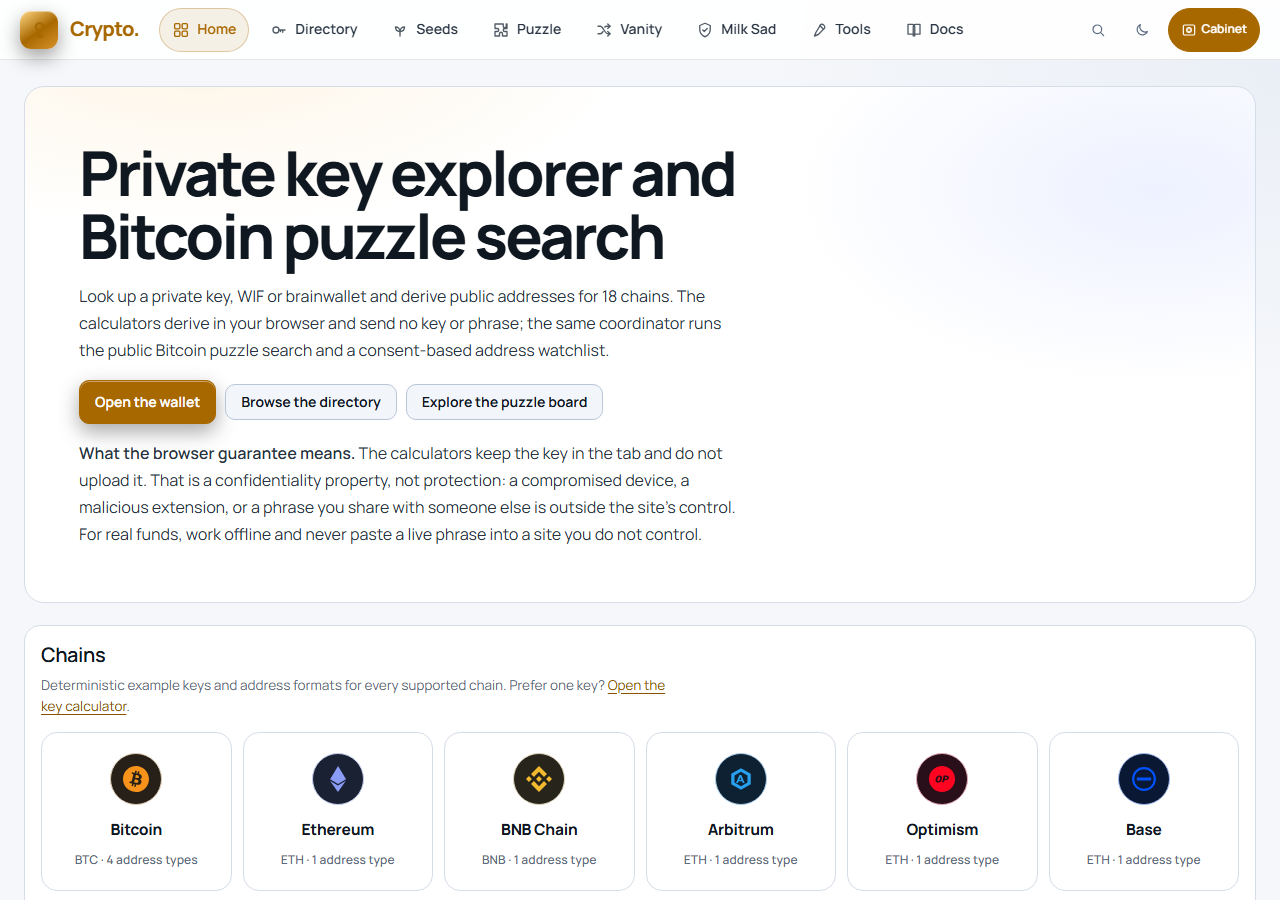 Crypto.
Home
Directory
Seeds
Puzzle
Vanity
Milk Sad
Tools
Docs
Cabinet
Private key explorer and
Bitcoin puzzle search
Look up a private key, WIF or brainwallet and derive public addresses for 18 chains. The
calculators derive in your browser and send no key or phrase; the same coordinator runs
the public Bitcoin puzzle search and a consent-based address watchlist.
Open the wallet
Browse the directory
Explore the puzzle board
What the browser guarantee means. The calculators keep the key in the tab and do not
upload it. That is a confidentiality property, not protection: a compromised device, a
malicious extension, or a phrase you share with someone else is outside the site's control.
For real funds, work offline and never paste a live phrase into a site you do not control.
Chains
Deterministic example keys and address formats for every supported chain. Prefer one key? Open the
key calculator.
Bitcoin
BTC · 4 address types
Ethereum
ETH · 1 address type
BNB Chain
BNB · 1 address type
Arbitrum
ETH · 1 address type
OP
Optimism
ETH · 1 address type
Base
ETH · 1 address type